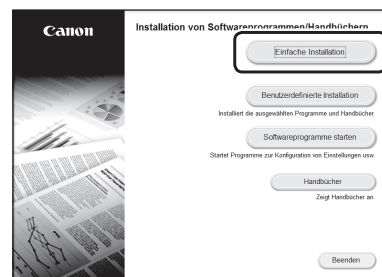 Canon
Installation von Softwareprogrammen/Handbüchern
Einfache Installation
Benutzerdefinierte Installation
Installiert die ausgewählten Programme und Handbücher.
Softwareprogramme starten
Startet Programme zur Konfiguration von Einstellungen usw.
Handbücher
Zeigt Handbücher an.
Beenden